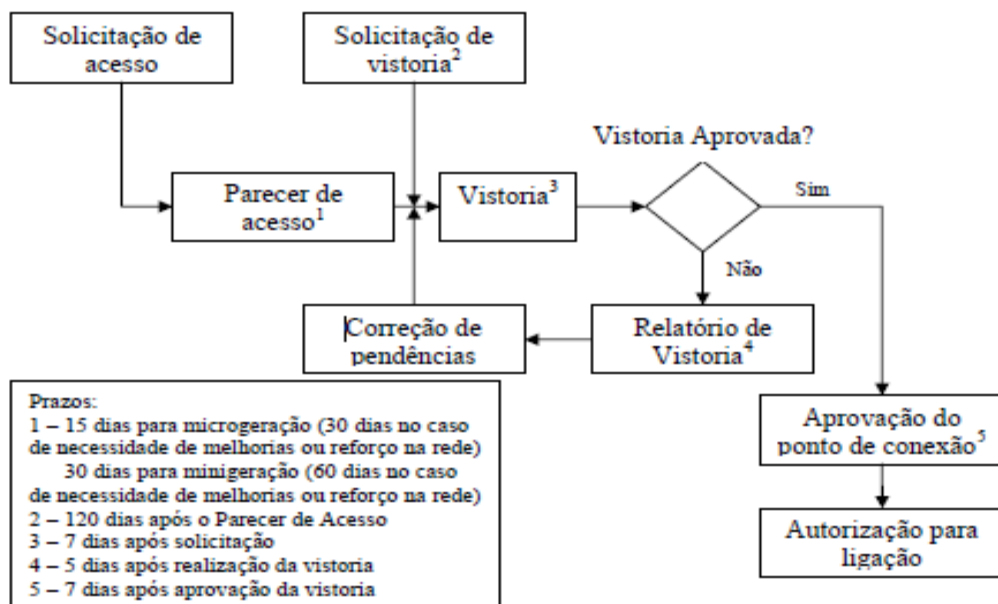 Solicitação de
acesso
Solicitação de
vistoria²
Vistoria Aprovada?
Parecer de
acesso¹
Vistoria³
Sim
Não
Correção de
pendências
Relatório de
Vistoria⁴
Aprovação do
ponto de conexão⁵
Autorização para
ligação
Prazos:
1 – 15 dias para microgeração (30 dias no caso
de necessidade de melhorias ou reforço na rede)
30 dias para minigeração (60 dias no caso
de necessidade de melhorias ou reforço na rede)
2 – 120 dias após o Parecer de Acesso
3 – 7 dias após solicitação
4 – 5 dias após realização da vistoria
5 – 7 dias após aprovação da vistoria